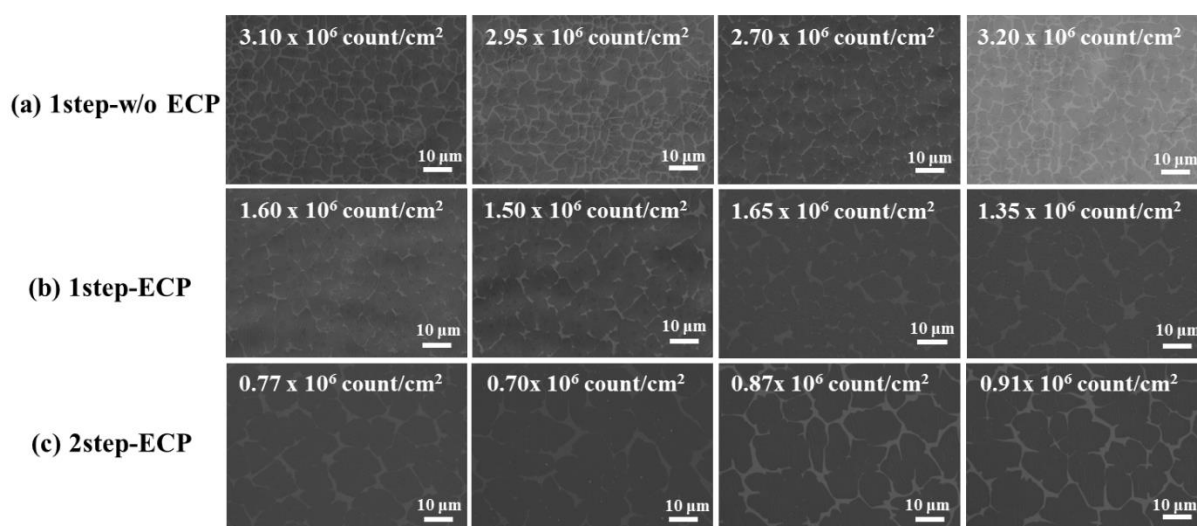 3.10 x 10⁶ count/cm²
2.95 x 10⁶ count/cm²
2.70 x 10⁶ count/cm²
3.20 x 10⁶ count/cm²
(a) 1step-w/o ECP
10 µm
10 µm
10 µm
10 µm
1.60 x 10⁶ count/cm²
1.50 x 10⁶ count/cm²
1.65 x 10⁶ count/cm²
1.35 x 10⁶ count/cm²
(b) 1step-ECP
10 µm
10 µm
10 µm
10 µm
0.77 x 10⁶ count/cm²
0.70x 10⁶ count/cm²
0.87x 10⁶ count/cm²
0.91x 10⁶ count/cm²
(c) 2step-ECP
10 µm
10 µm
10 µm
10 µm